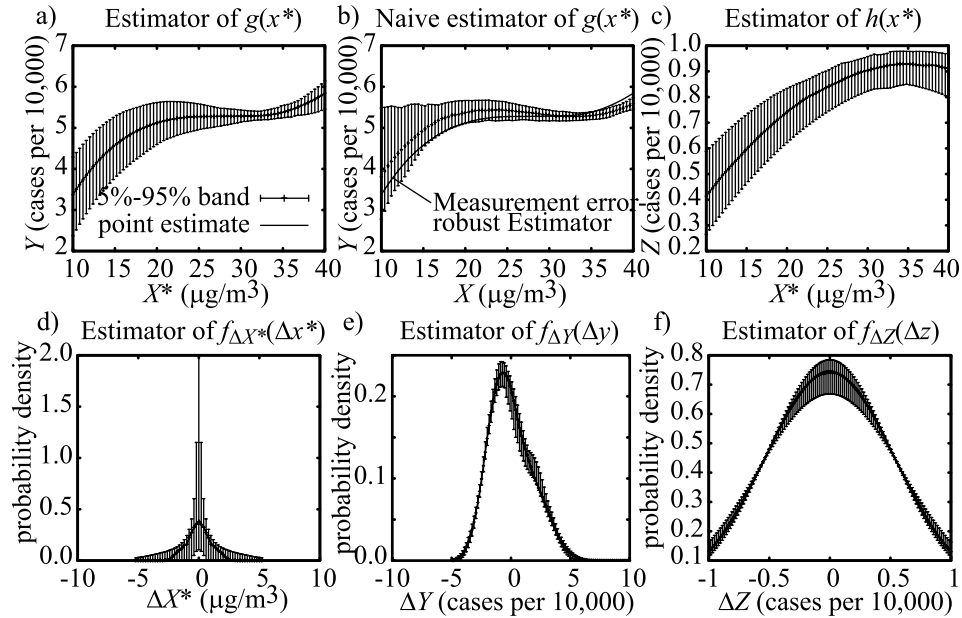 a) Estimator of g(x*)
7
6
5
4
3
2
Y (cases per 10,000)
5%-95% band
point estimate
10 15 20 25 30 35 40
X* (μg/m3)
b) Naive estimator of g(x*)
7
6
5
4
3
2
Y (cases per 10,000)
Measurement error-
robust Estimator
10 15 20 25 30 35 40
X (μg/m3)
c) Estimator of h(x*)
1.0
0.9
0.8
0.7
0.6
0.5
0.4
0.3
0.2
Z (cases per 10,000)
10 15 20 25 30 35 40
X* (μg/m3)
d) Estimator of fΔX*(Δx*)
2.0
1.5
1.0
0.5
0.0
probability density
-10 -5 0 5 10
ΔX* (μg/m3)
e) Estimator of fΔY(Δy)
0.2
0.1
0.0
probability density
-10 -5 0 5 10
ΔY (cases per 10,000)
f) Estimator of fΔZ(Δz)
0.8
0.7
0.6
0.5
0.4
0.3
0.2
0.1
probability density
-1 -0.5 0 0.5 1
ΔZ (cases per 10,000)